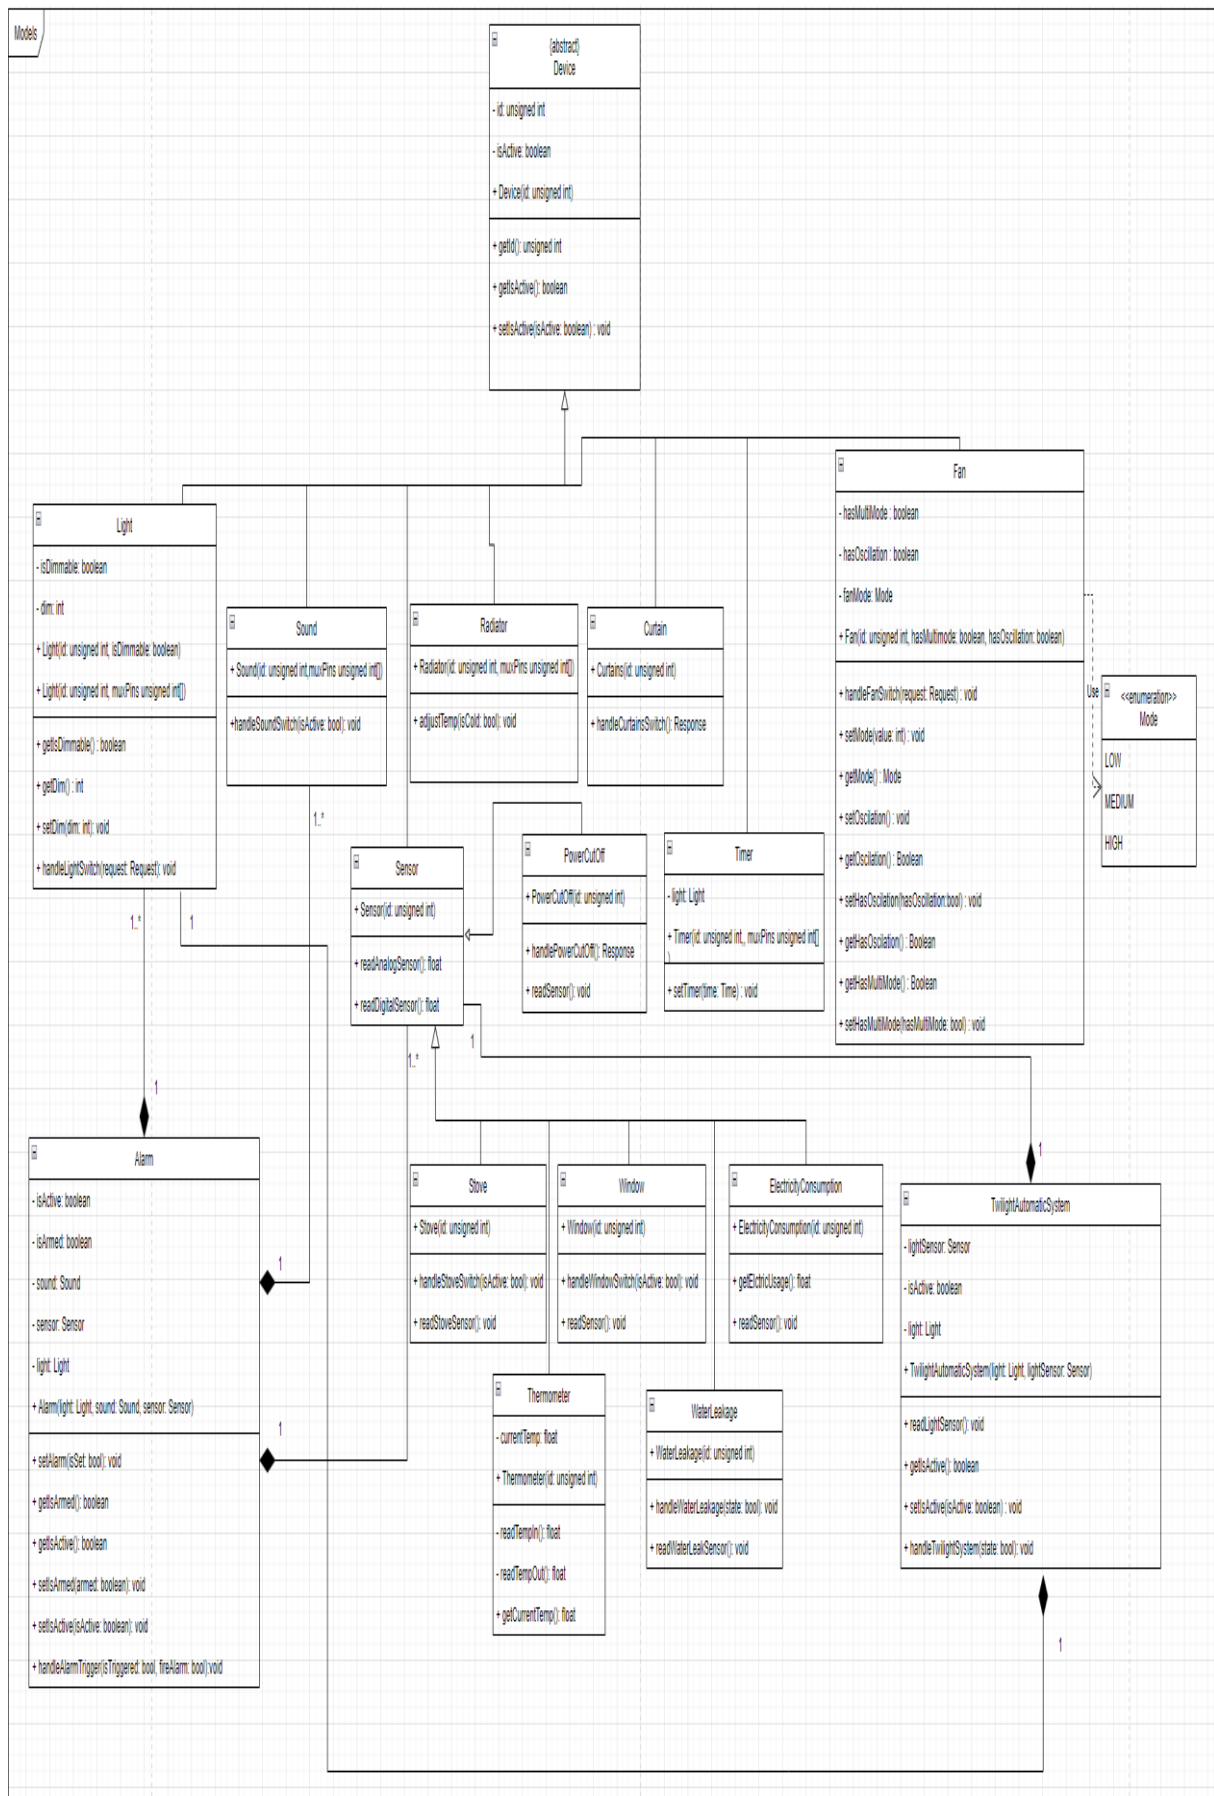 Models
{abstract}
Device
- id: unsigned int
- isActive: boolean
+ Device(id: unsigned int)
+ getId(): unsigned int
+ getIsActive(): boolean
+ setIsActive(isActive: boolean) : void
Light
- isDimmable: boolean
- dim: int
+ Light(id: unsigned int, isDimmable: boolean)
+ Light(id: unsigned int, muxPins unsigned int[])
+ getIsDimmable() : boolean
+ getDim() : int
+ setDim(dim: int): void
+ handleLightSwitch(request: Request): void
Sound
+ Sound(id: unsigned int,muxPins unsigned int[])
+handleSoundSwitch(isActive: bool): void
Radiator
+ Radiator(id: unsigned int, muxPins unsigned int[])
+ adjustTemp(isCold: bool): void
Curtain
+ Curtains(id: unsigned int)
+ handleCurtainsSwitch(): Response
Fan
- hasMultiMode : boolean
- hasOscilation : boolean
- fanMode: Mode
+ Fan(id: unsigned int, hasMultimode: boolean, hasOscilation: boolean)
+ handleFanSwitch(request: Request) : void
+ setMode(value: int) : void
+ getMode() : Mode
+ setOscilation() : void
+ getOscilation() : Boolean
+ setHasOscilation(hasOscillation:bool) : void
+ getHasOscilation() : Boolean
+ getHasMultiMode() : Boolean
+ setHasMultiMode(hasMultiMode: bool) : void
Use
<<enumeration>>
Mode
LOW
MEDIUM
HIGH
1..*
1
1..*
Sensor
+ Sensor(id: unsigned int)
+ readAnalogSensor(): float
+ readDigitalSensor(): float
PowerCutOff
+ PowerCutOff(id: unsigned int)
+ handlePowerCutOff(): Response
+ readSensor(): void
Timer
- light: Light
+ Timer(id: unsigned int,, muxPins unsigned int[]
)
+ setTimer(time: Time) : void
1..*
1
1
1
Alarm
- isActive: boolean
- isArmed: boolean
- sound: Sound
- sensor: Sensor
- light: Light
+ Alarm(light: Light, sound: Sound, sensor: Sensor)
+ setAlarm(isSet: bool): void
+ getIsArmed(): boolean
+ getIsActive(): boolean
+ setIsArmed(armed: boolean): void
+ setIsActive(isActive: boolean): void
+ handleAlarmTrigger(isTriggered: bool, fireAlarm: bool):void
1
1
Stove
+ Stove(id: unsigned int)
+ handleStoveSwitch(isActive: bool): void
+ readStoveSensor(): void
Window
+ Window(id: unsigned int)
+ handleWindowSwitch(isActive: bool): void
+ readSensor(): void
ElectricityConsumption
+ ElectricityConsumption(id: unsigned int)
+ getElctricUsage(): float
+ readSensor(): void
Thermometer
- currentTemp: float
+ Thermometer(id: unsigned int)
- readTempIn(): float
- readTempOut(): float
+ getCurrentTemp(): float
WaterLeakage
+ WaterLeakage(id: unsigned int)
+ handleWaterLeakage(state: bool): void
+ readWaterLeakSensor(): void
TwilightAutomaticSystem
- lightSensor: Sensor
- isActive: boolean
- light: Light
+ TwilightAutomaticSystem(light: Light, lightSensor: Sensor)
+ readLightSensor(): void
+ getIsActive(): boolean
+ setIsActive(isActive: boolean) : void
+ handleTwilightSystem(state: bool): void
1